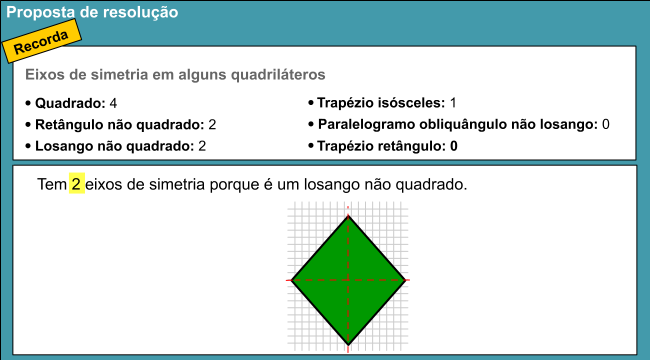 Proposta de resolução
Recorda
Eixos de simetria em alguns quadriláteros
• Quadrado: 4
• Retângulo não quadrado: 2
• Losango não quadrado: 2
• Trapézio isósceles: 1
• Paralelogramo obliquângulo não losango: 0
• Trapézio retângulo: 0
Tem 2 eixos de simetria porque é um losango não quadrado.